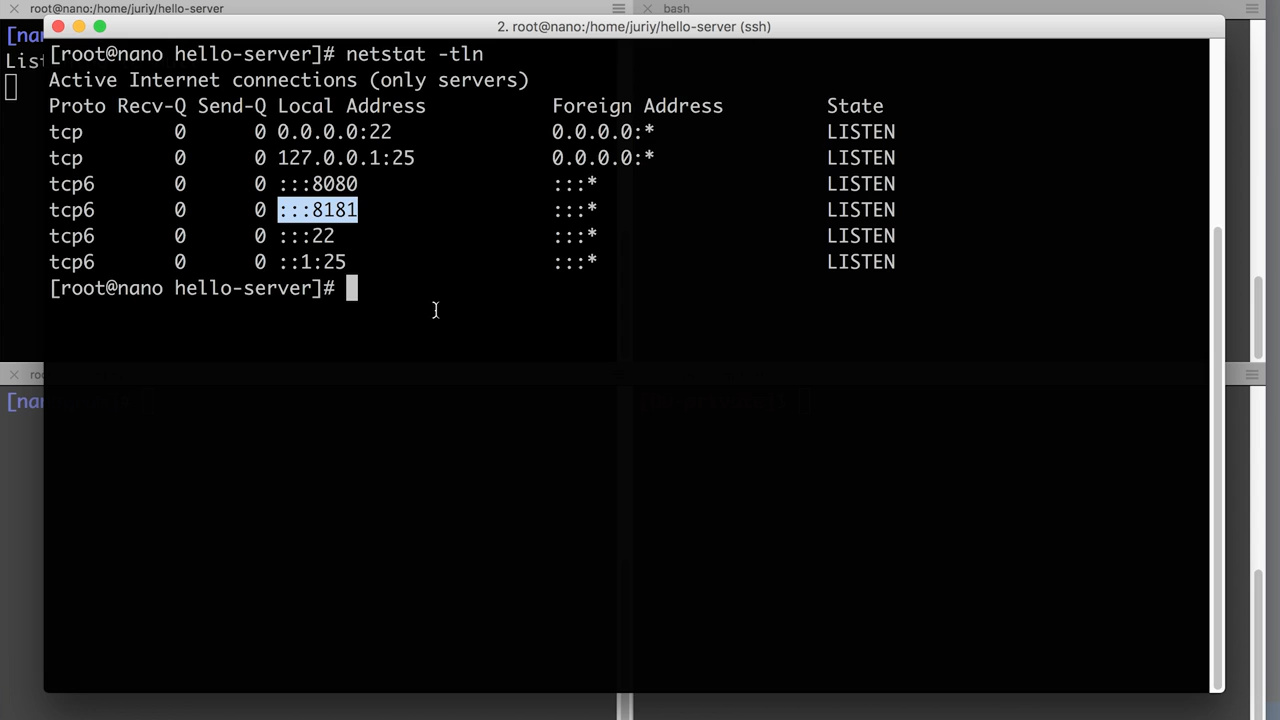 root@nano:/home/juriy/hello-server
bash
2. root@nano:/home/juriy/hello-server (ssh)
[root@nano hello-server]# netstat -tln
Active Internet connections (only servers)
Proto Recv-Q Send-Q Local Address Foreign Address State
tcp 0 0 0.0.0.0:22 0.0.0.0:* LISTEN
tcp 0 0 127.0.0.1:25 0.0.0.0:* LISTEN
tcp6 0 0 :::8080 :::* LISTEN
tcp6 0 0 :::8181 :::* LISTEN
tcp6 0 0 :::22 :::* LISTEN
tcp6 0 0 ::1:25 :::* LISTEN
[root@nano hello-server]#